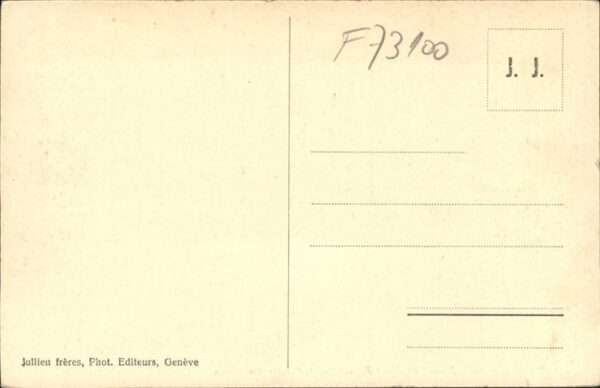 F73100
J. J.
Jullien frères, Phot. Editeurs, Genève